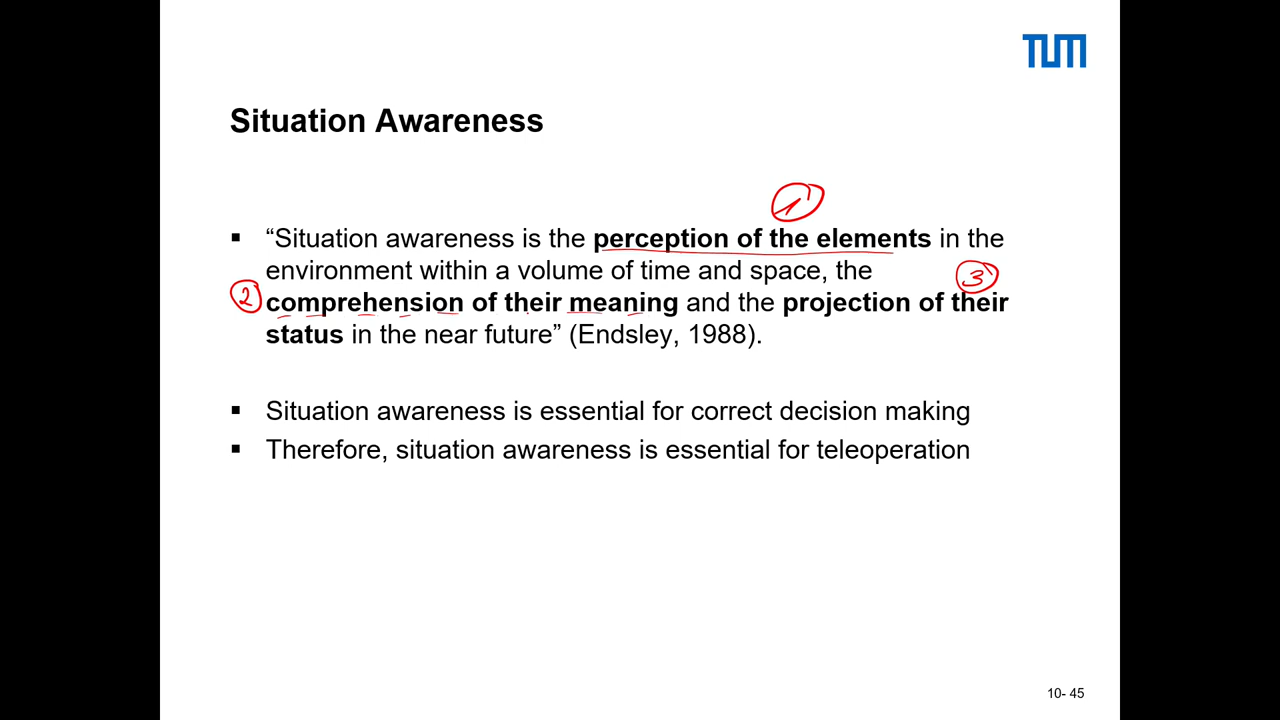 TUM
Situation Awareness
1
▪ “Situation awareness is the perception of the elements in the
environment within a volume of time and space, the
3
2
comprehension of their meaning and the projection of their
status in the near future” (Endsley, 1988).
▪ Situation awareness is essential for correct decision making
▪ Therefore, situation awareness is essential for teleoperation
10- 45